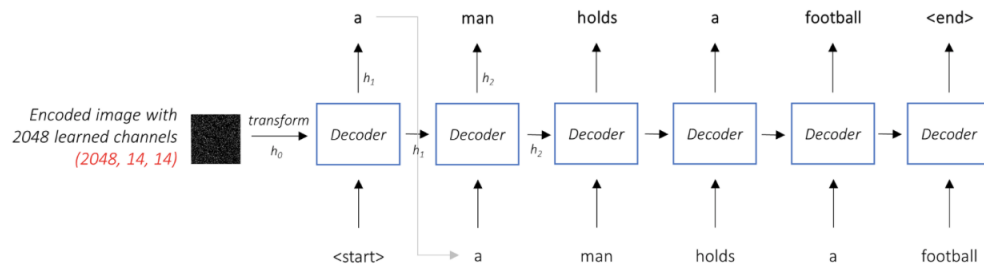 a man holds a football <end>
h1 h2
Encoded image with
2048 learned channels
(2048, 14, 14)
transform
h0
Decoder Decoder Decoder Decoder Decoder Decoder
h1 h2
<start> a man holds a football